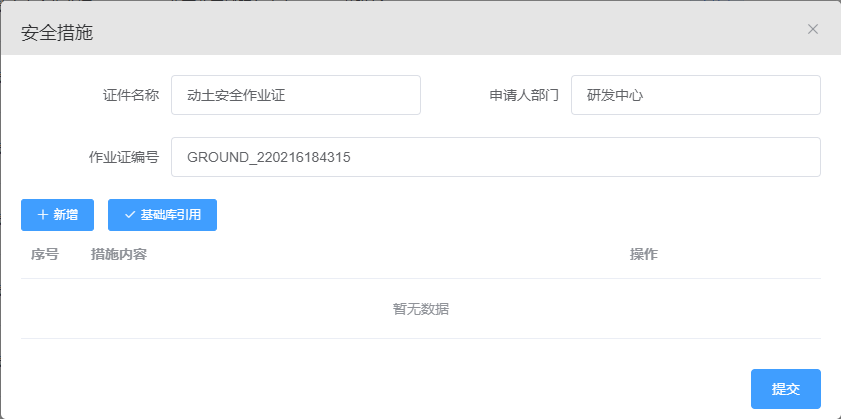 安全措施
证件名称 动土安全作业证 申请人部门 研发中心
作业证编号 GROUND_220216184315
新增 基础库引用
序号 措施内容 操作
暂无数据
提交